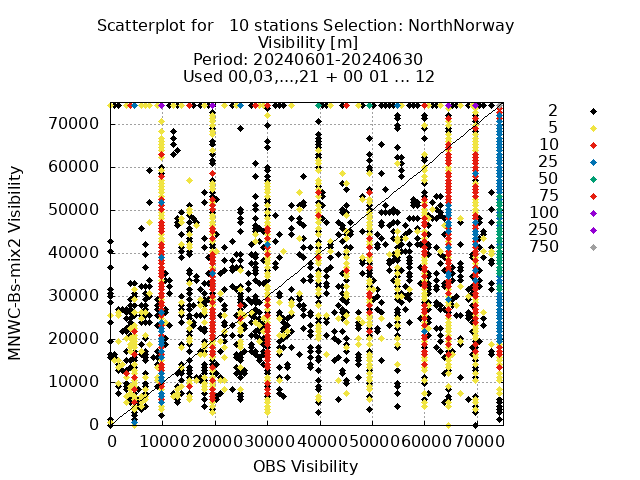 Scatterplot for   10 stations Selection: NorthNorway
Visibility [m]
Period: 20240601-20240630
Used 00,03,...,21 + 00 01 ... 12
MNWC-Bs-mix2 Visibility
70000
60000
50000
40000
30000
20000
10000
0
0 10000 20000 30000 40000 50000 60000 70000
OBS Visibility
2
5
10
25
50
75
100
250
750